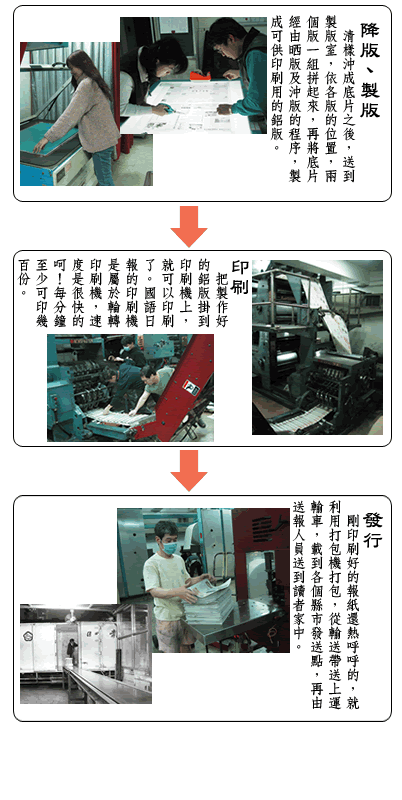 降版、製版
清樣沖成底片之後，送到
製版室，依各版的位置，兩
個版一組拼起來，再將底片
經由晒版及沖版的程序，製
成可供印刷用的鋁版。
印刷
把製作好
的鋁版掛到
印刷機上，
就可以印刷
了。國語日
報的印刷機
是屬於輪轉
印刷機，速
度是很快的
呵！每分鐘
至少可印幾
百份。
發行
剛印刷好的報紙還熱呼呼的，就
利用打包機打包，從輸送帶送上運
輸車，載到各個縣市發送點，再由
送報人員送到讀者家中。